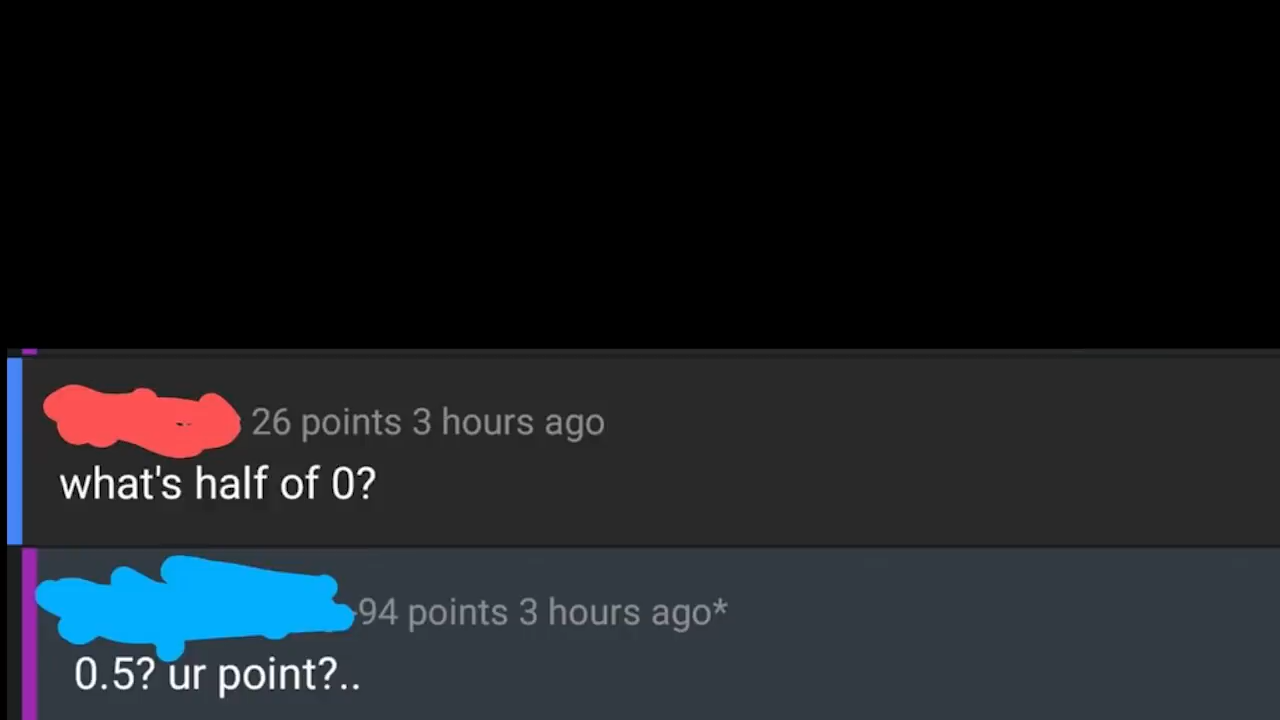 26 points 3 hours ago
what's half of 0?
-94 points 3 hours ago*
0.5? ur point?..